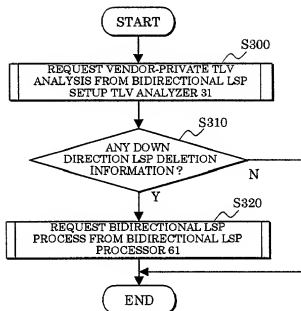 START
S300
REQUEST VENDOR-PRIVATE TLV
ANALYSIS FROM BIDIRECTIONAL LSP
SETUP TLV ANALYZER 31
S310
ANY DOWN
DIRECTION LSP DELETION
INFORMATION?
N
Y
S320
REQUEST BIDIRECTIONAL LSP
PROCESS FROM BIDIRECTIONAL LSP
PROCESSOR 61
END